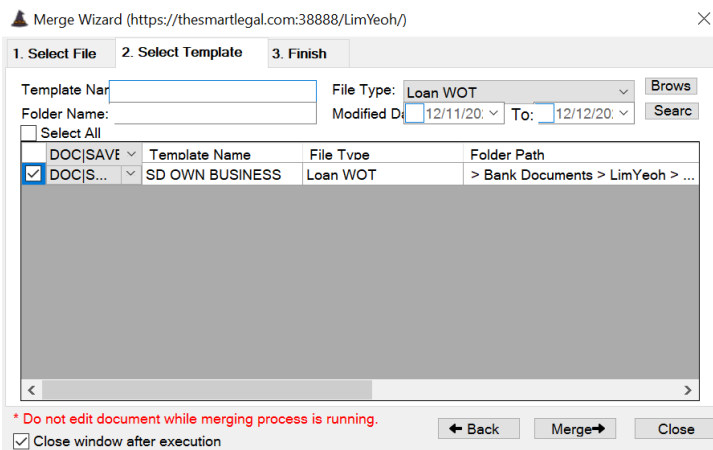 Merge Wizard (https://thesmartlegal.com:38888/LimYeoh/)
1. Select File 2. Select Template 3. Finish
Template Nar File Type: Loan WOT Brows
Folder Name: Modified Da 12/11/20: To: 12/12/20: Searc
Select All
DOC|SAVE Template Name File Type Folder Path
DOC|S... SD OWN BUSINESS Loan WOT > Bank Documents > LimYeoh > ...
* Do not edit document while merging process is running.
Back Merge Close
Close window after execution